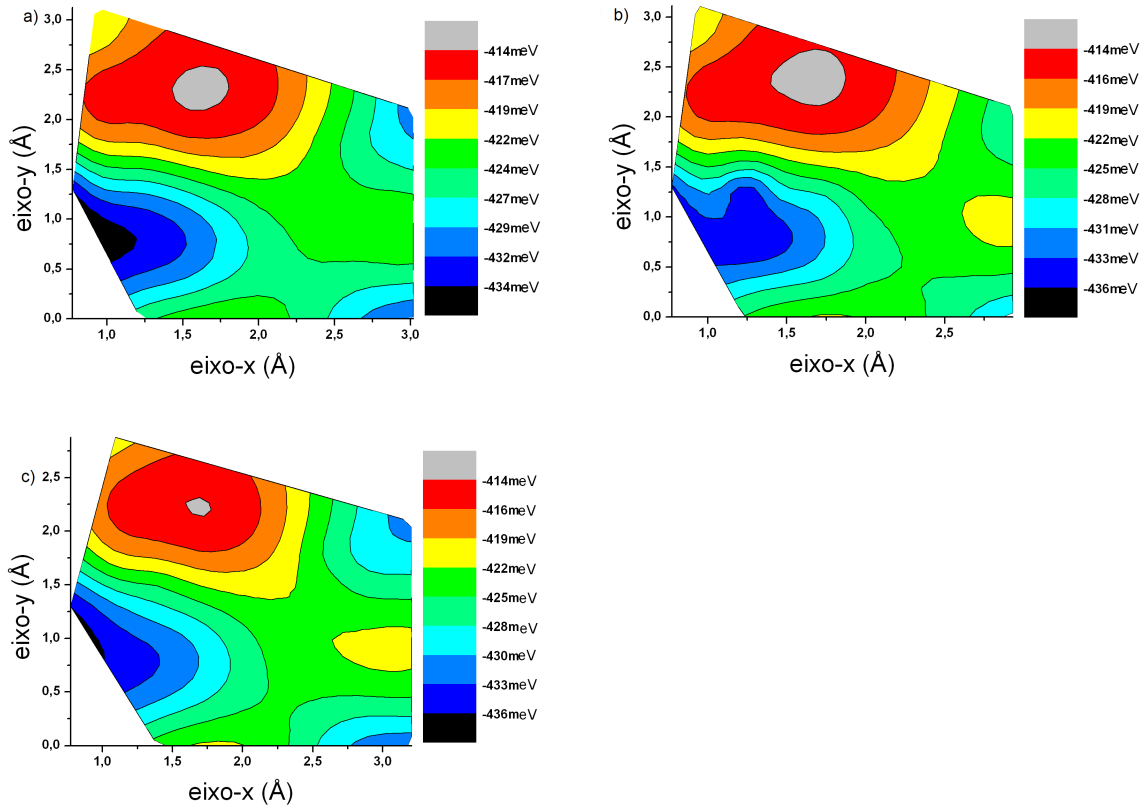 a)
3,0
2,5
2,0
1,5
1,0
0,5
0,0
eixo-y (Å)
1,0
1,5
2,0
2,5
3,0
eixo-x (Å)
-414meV
-417meV
-419meV
-422meV
-424meV
-427meV
-429meV
-432meV
-434meV
b)
3,0
2,5
2,0
1,5
1,0
0,5
0,0
eixo-y (Å)
1,0
1,5
2,0
2,5
eixo-x (Å)
-414meV
-416meV
-419meV
-422meV
-425meV
-428meV
-431meV
-433meV
-436meV
c)
2,5
2,0
1,5
1,0
0,5
0,0
eixo-y (Å)
1,0
1,5
2,0
2,5
3,0
eixo-x (Å)
-414meV
-416meV
-419meV
-422meV
-425meV
-428meV
-430meV
-433meV
-436meV